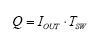 Q = I_OUT · T_SW